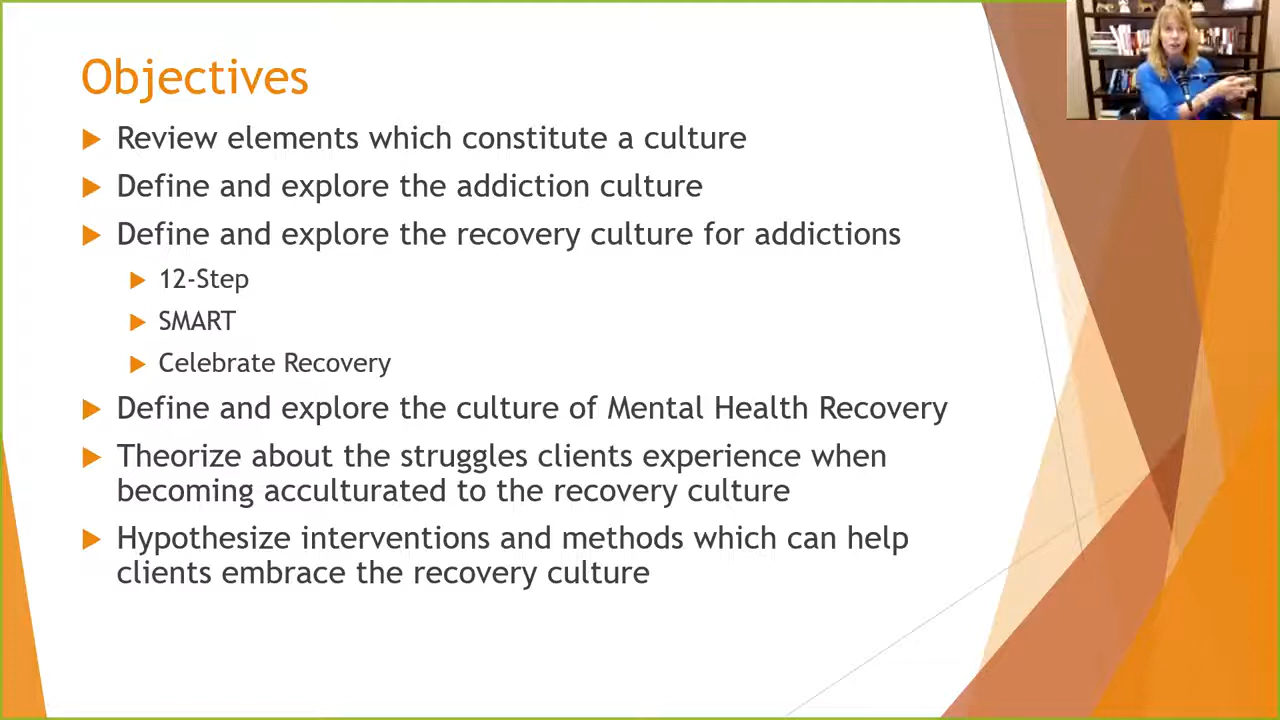 Objectives
Review elements which constitute a culture
Define and explore the addiction culture
Define and explore the recovery culture for addictions
12-Step
SMART
Celebrate Recovery
Define and explore the culture of Mental Health Recovery
Theorize about the struggles clients experience when
becoming acculturated to the recovery culture
Hypothesize interventions and methods which can help
clients embrace the recovery culture